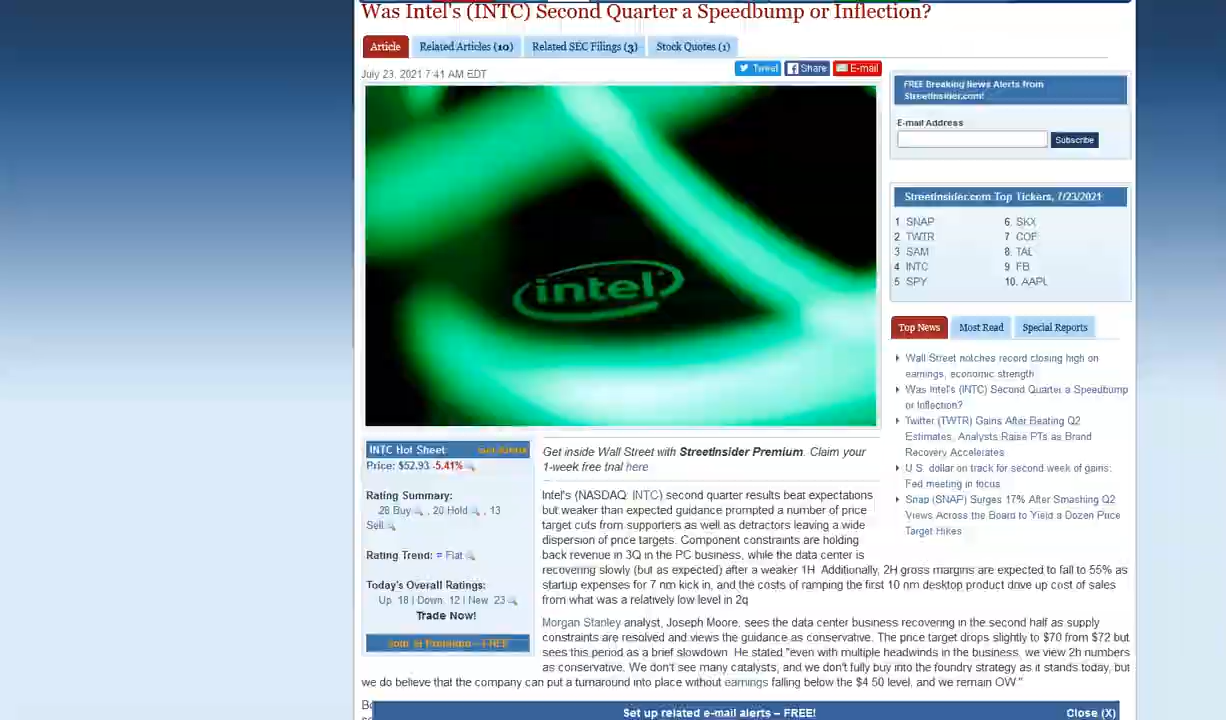 Was Intel's (INTC) Second Quarter a Speedbump or Inflection?
Article
Related Articles (10)
Related SEC Filings (3)
Stock Quotes (1)
July 23, 2021 7:41 AM EDT
Tweet
Share
E-mail
intel
FREE Breaking News Alerts from
StreetInsider.com!
E-mail Address
Subscribe
StreetInsider.com Top Tickers, 7/23/2021
1 SNAP
2 TWTR
3 SAM
4 INTC
5 SPY
6. SKX
7 COF
8. TAL
9 FB
10. AAPL
Top News
Most Read
Special Reports
Wall Street notches record closing high on
earnings, economic strength
Was Intel's (INTC) Second Quarter a Speedbump
or Inflection?
Twitter (TWTR) Gains After Beating Q2
Estimates, Analysts Raise PTs as Brand
Recovery Accelerates
U.S. dollar on track for second week of gains:
Fed meeting in focus
Snap (SNAP) Surges 17% After Smashing Q2
Views Across the Board to Yield a Dozen Price
Target Hikes
INTC Hot Sheet
Price: $52.93 -5.41%
Rating Summary:
28 Buy, 20 Hold, 13
Sell
Rating Trend: = Flat
Today's Overall Ratings:
Up: 18 | Down: 12 | New: 23
Trade Now!
Get inside Wall Street with StreetInsider Premium. Claim your
1-week free trial here
Intel's (NASDAQ: INTC) second quarter results beat expectations
but weaker than expected guidance prompted a number of price
target cuts from supporters as well as detractors leaving a wide
dispersion of price targets. Component constraints are holding
back revenue in 3Q in the PC business, while the data center is
recovering slowly (but as expected) after a weaker 1H. Additionally, 2H gross margins are expected to fall to 55% as
startup expenses for 7 nm kick in, and the costs of ramping the first 10 nm desktop product drove up cost of sales
from what was a relatively low level in 2q
Morgan Stanley analyst, Joseph Moore, sees the data center business recovering in the second half as supply
constraints are resolved and views the guidance as conservative. The price target drops slightly to $70 from $72 but
sees this period as a brief slowdown. He stated "even with multiple headwinds in the business, we view 2h numbers
as conservative. We don't see many catalysts, and we don't fully buy into the foundry strategy as it stands today, but
we do believe that the company can put a turnaround into place without earnings falling below the $4.50 level, and we remain OW."
Set up related e-mail alerts – FREE!
Close (X)